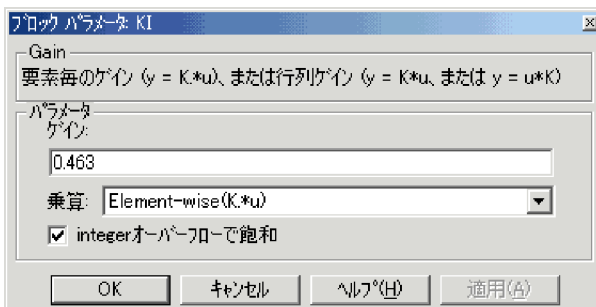 ブロック パラメータ: KI
Gain
要素毎のゲイン (y = K.*u)、または行列ゲイン (y = K*u、または y = u*K)
パラメータ
ゲイン:
0.463
乗算: Element-wise(K.*u)
integerオーバーフローで飽和
OK キャンセル ヘルプ(H) 適用(A)